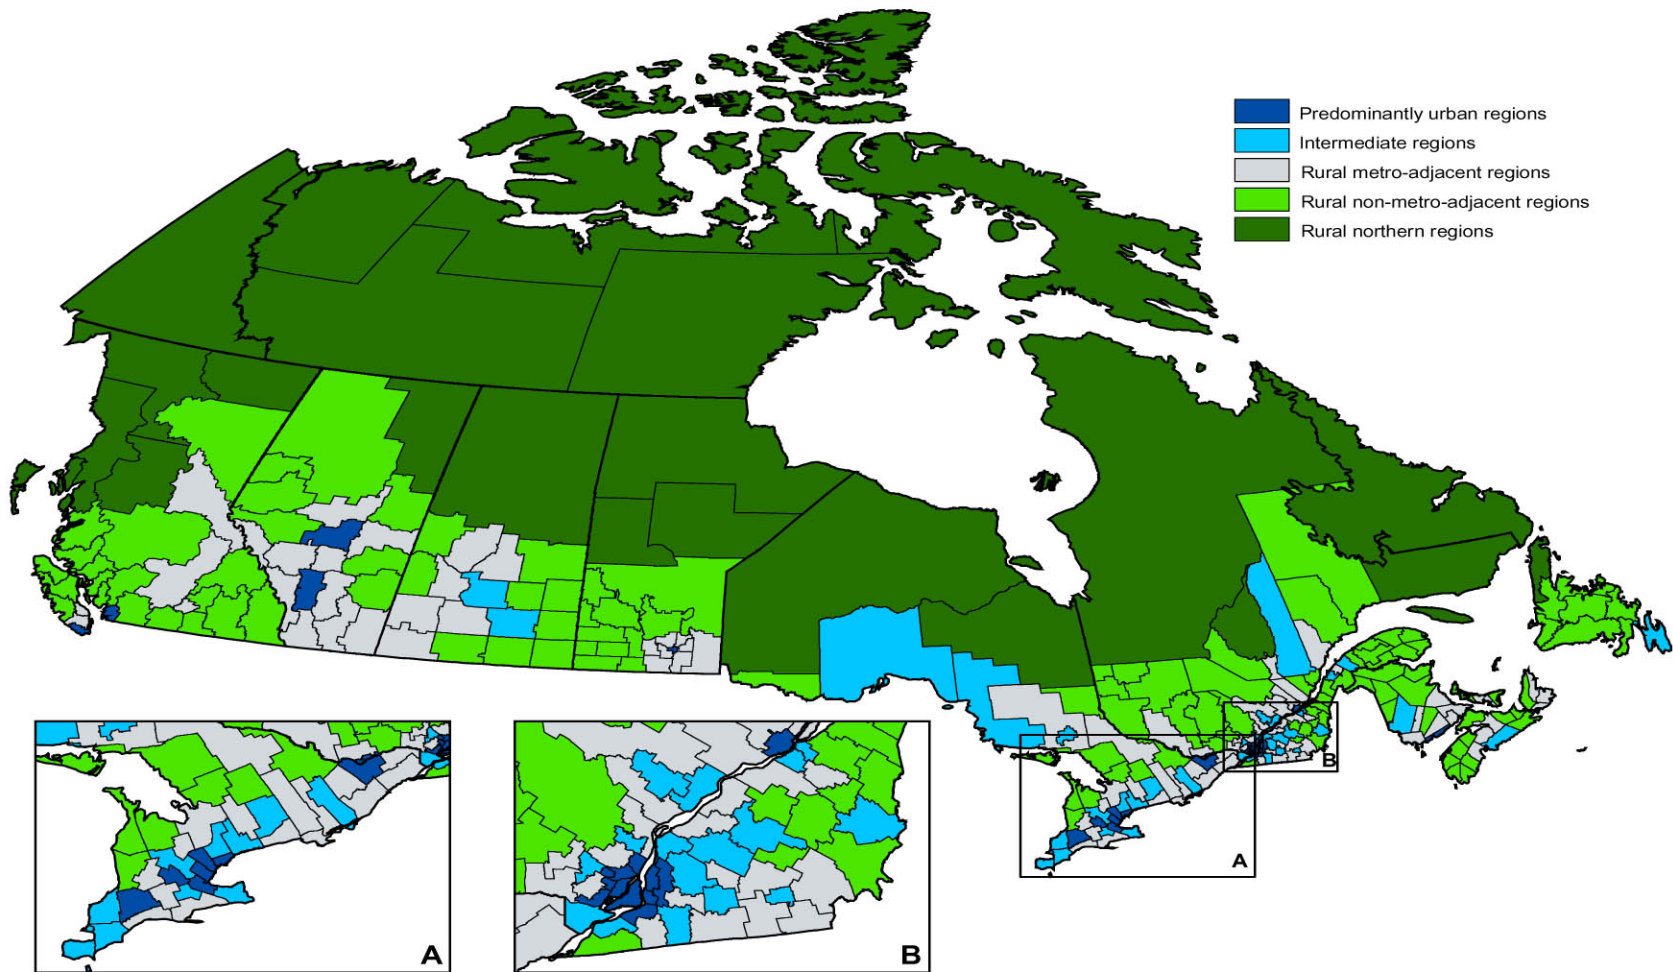 Predominantly urban regions
Intermediate regions
Rural metro-adjacent regions
Rural non-metro-adjacent regions
Rural northern regions
B
A
A
B